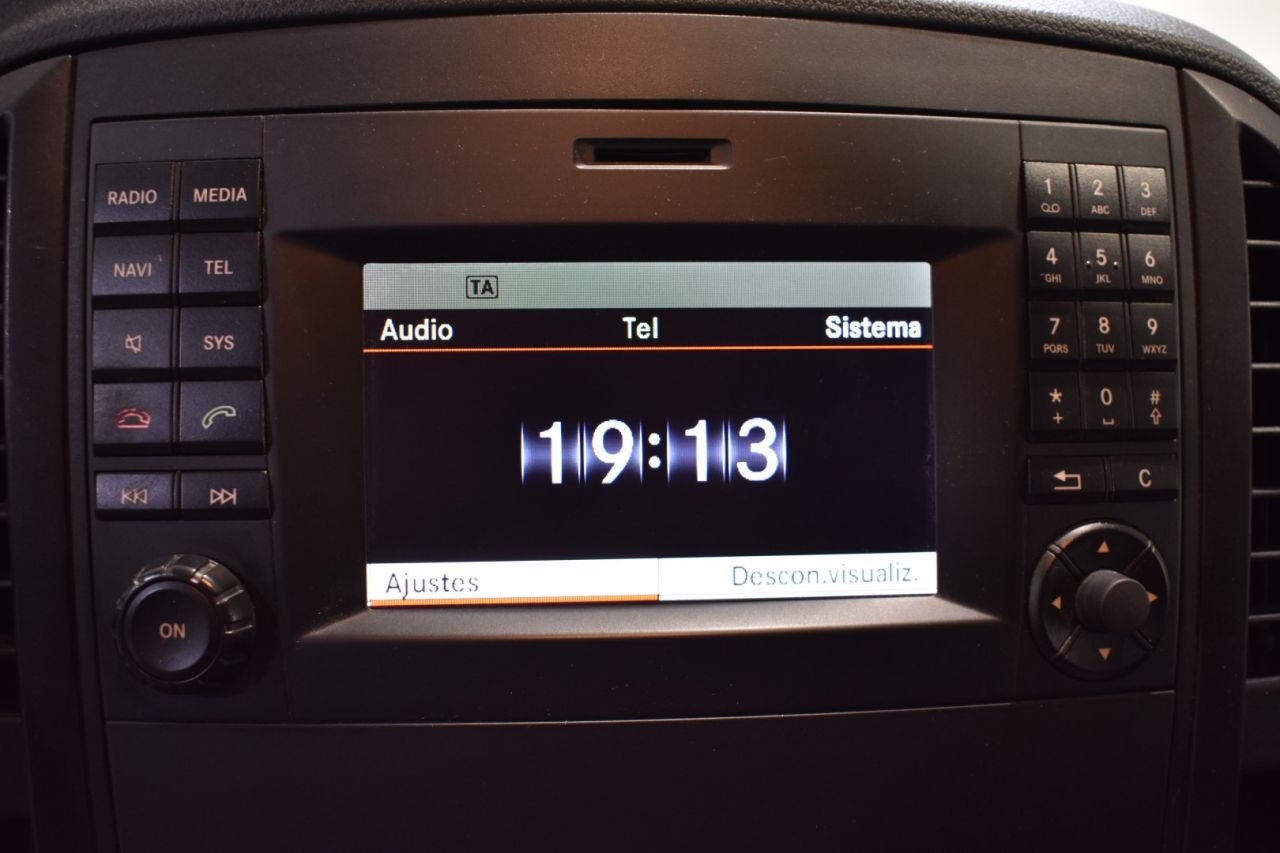 RADIO MEDIA
NAVI TEL
SYS
ON
TA
Audio Tel Sistema
19:13
Ajustes Descon.visualiz.
1 2 3
ABC DEF
4 5 6
GHI JKL MNO
7 8 9
PQRS TUV WXYZ
* 0 #
+
C